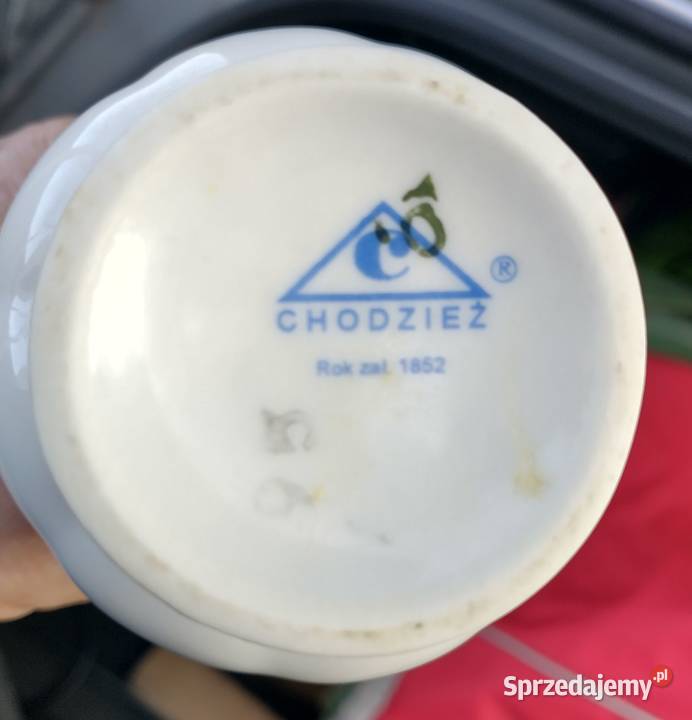 C Ô
®
CHODZIEŻ
Rok zał. 1852
Sprzedajemy.pl